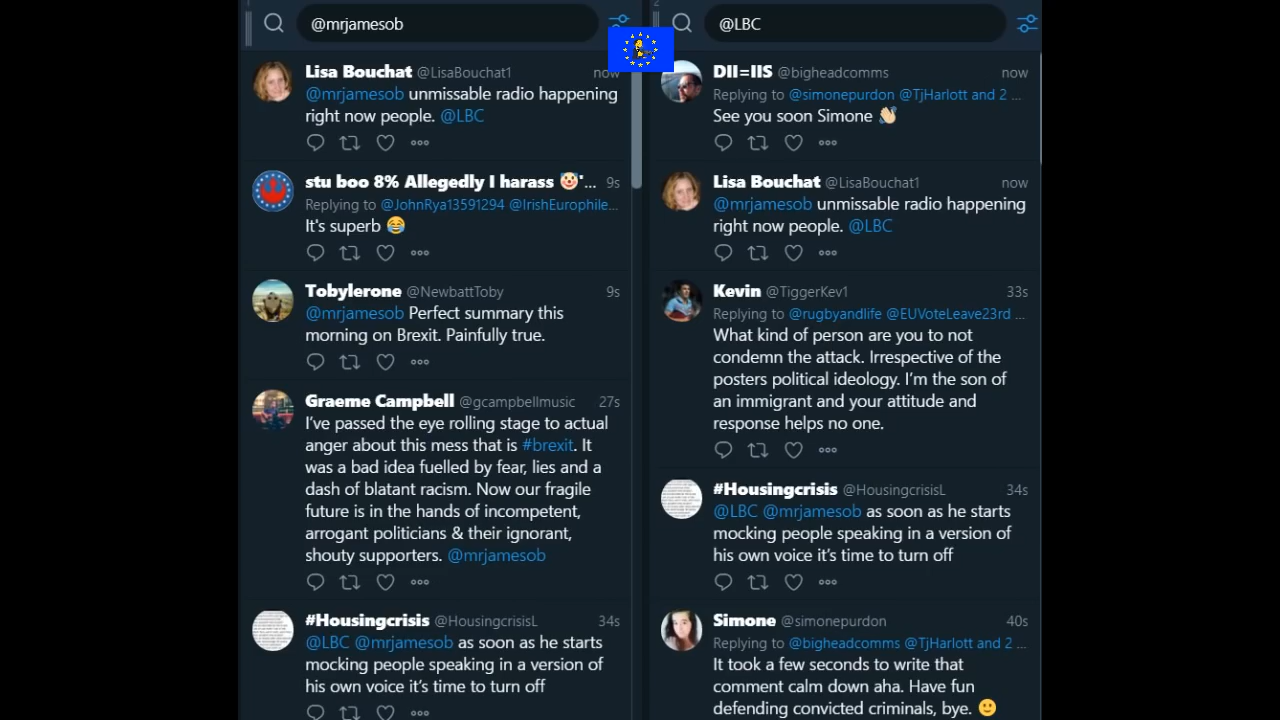 1
@mrjamesob
Lisa Bouchat @LisaBouchat1 now
@mrjamesob unmissable radio happening
right now people. @LBC
stu boo 8% Allegedly I harass 🤡'... 9s
Replying to @JohnRya13591294 @IrishEurophile...
It's superb 😂
Tobylerone @NewbattToby 9s
@mrjamesob Perfect summary this
morning on Brexit. Painfully true.
Graeme Campbell @gcampbellmusic 27s
I've passed the eye rolling stage to actual
anger about this mess that is #brexit. It
was a bad idea fuelled by fear, lies and a
dash of blatant racism. Now our fragile
future is in the hands of incompetent,
arrogant politicians & their ignorant,
shouty supporters. @mrjamesob
#Housingcrisis @HousingcrisisL 34s
@LBC @mrjamesob as soon as he starts
mocking people speaking in a version of
his own voice it's time to turn off
2
@LBC
DII=IIS @bigheadcomms now
Replying to @simonepurdon @TjHarlott and 2 ...
See you soon Simone 👋🏼
Lisa Bouchat @LisaBouchat1 now
@mrjamesob unmissable radio happening
right now people. @LBC
Kevin @TiggerKev1 33s
Replying to @rugbyandlife @EUVoteLeave23rd ...
What kind of person are you to not
condemn the attack. Irrespective of the
posters political ideology. I'm the son of
an immigrant and your attitude and
response helps no one.
#Housingcrisis @HousingcrisisL 34s
@LBC @mrjamesob as soon as he starts
mocking people speaking in a version of
his own voice it's time to turn off
Simone @simonepurdon 40s
Replying to @bigheadcomms @TjHarlott and 2 ...
It took a few seconds to write that
comment calm down aha. Have fun
defending convicted criminals, bye. 🙂